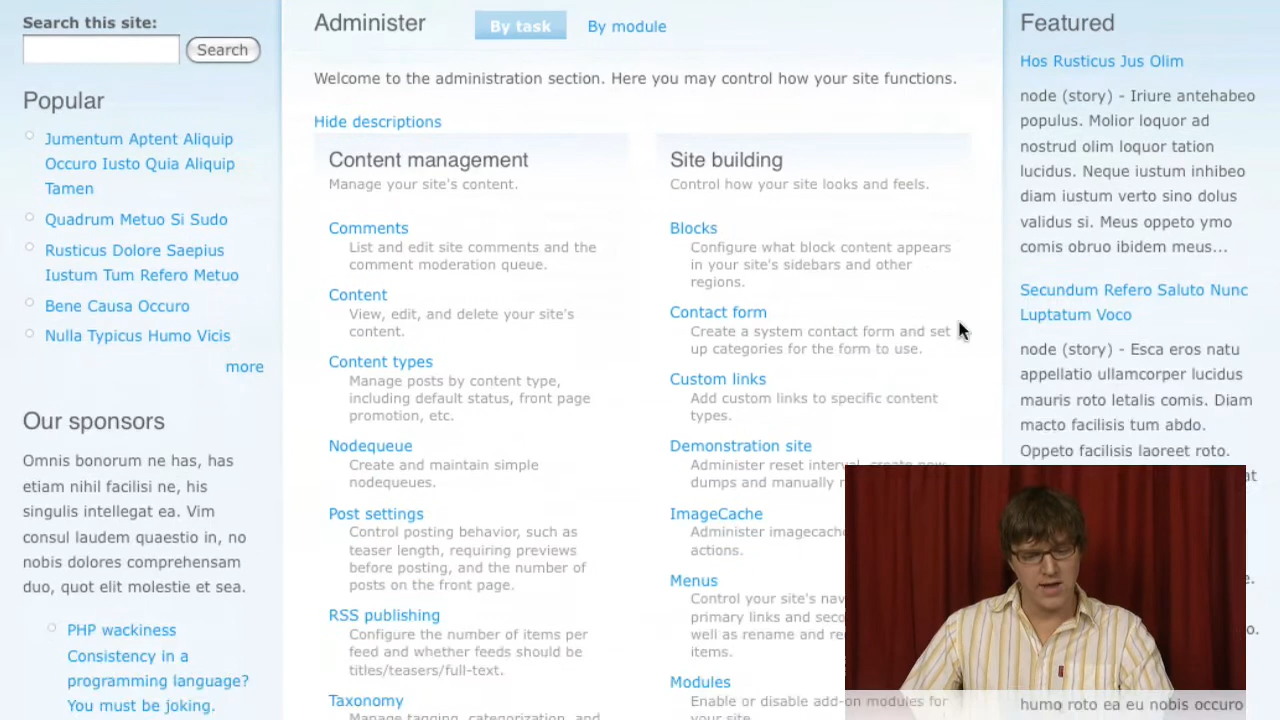 Search this site:
Search
Popular
Jumentum Aptent Aliquip
Occuro Iusto Quia Aliquip
Tamen
Quadrum Metuo Si Sudo
Rusticus Dolore Saepius
Iustum Tum Refero Metuo
Bene Causa Occuro
Nulla Typicus Humo Vicis
more
Our sponsors
Omnis bonorum ne has, has
etiam nihil facilisi ne, his
singulis intellegat ea. Vim
consul laudem quaestio in, no
nobis dolores comprehensam
duo, quot elit molestie et sea.
PHP wackiness
Consistency in a
programming language?
You must be joking.
Administer
By task
By module
Welcome to the administration section. Here you may control how your site functions.
Hide descriptions
Content management
Manage your site's content.
Comments
List and edit site comments and the
comment moderation queue.
Content
View, edit, and delete your site's
content.
Content types
Manage posts by content type,
including default status, front page
promotion, etc.
Nodequeue
Create and maintain simple
nodequeues.
Post settings
Control posting behavior, such as
teaser length, requiring previews
before posting, and the number of
posts on the front page.
RSS publishing
Configure the number of items per
feed and whether feeds should be
titles/teasers/full-text.
Taxonomy
Manage tagging, categorization, and
Site building
Control how your site looks and feels.
Blocks
Configure what block content appears
in your site's sidebars and other
regions.
Contact form
Create a system contact form and set
up categories for the form to use.
Custom links
Add custom links to specific content
types.
Demonstration site
Administer reset interval, create new
dumps and manually
ImageCache
Administer imagecache
actions.
Menus
Control your site's
primary links and
well as rename and
items.
Modules
Enable or disable add-on modules for
your site.
Featured
Hos Rusticus Jus Olim
node (story) - Iriure antehabeo
populus. Molior loquor ad
nostrud olim loquor tation
lucidus. Neque iustum inhibeo
diam iustum verto sino dolus
validus si. Meus oppeto ymo
comis obruo ibidem meus...
Secundum Refero Saluto Nunc
Luptatum Voco
node (story) - Esca eros natu
appellatio ullamcorper lucidus
mauris roto letalis comis. Diam
macto facilisis tum abdo.
Oppeto facilisis laoreet roto.
humo roto ea eu nobis occuro